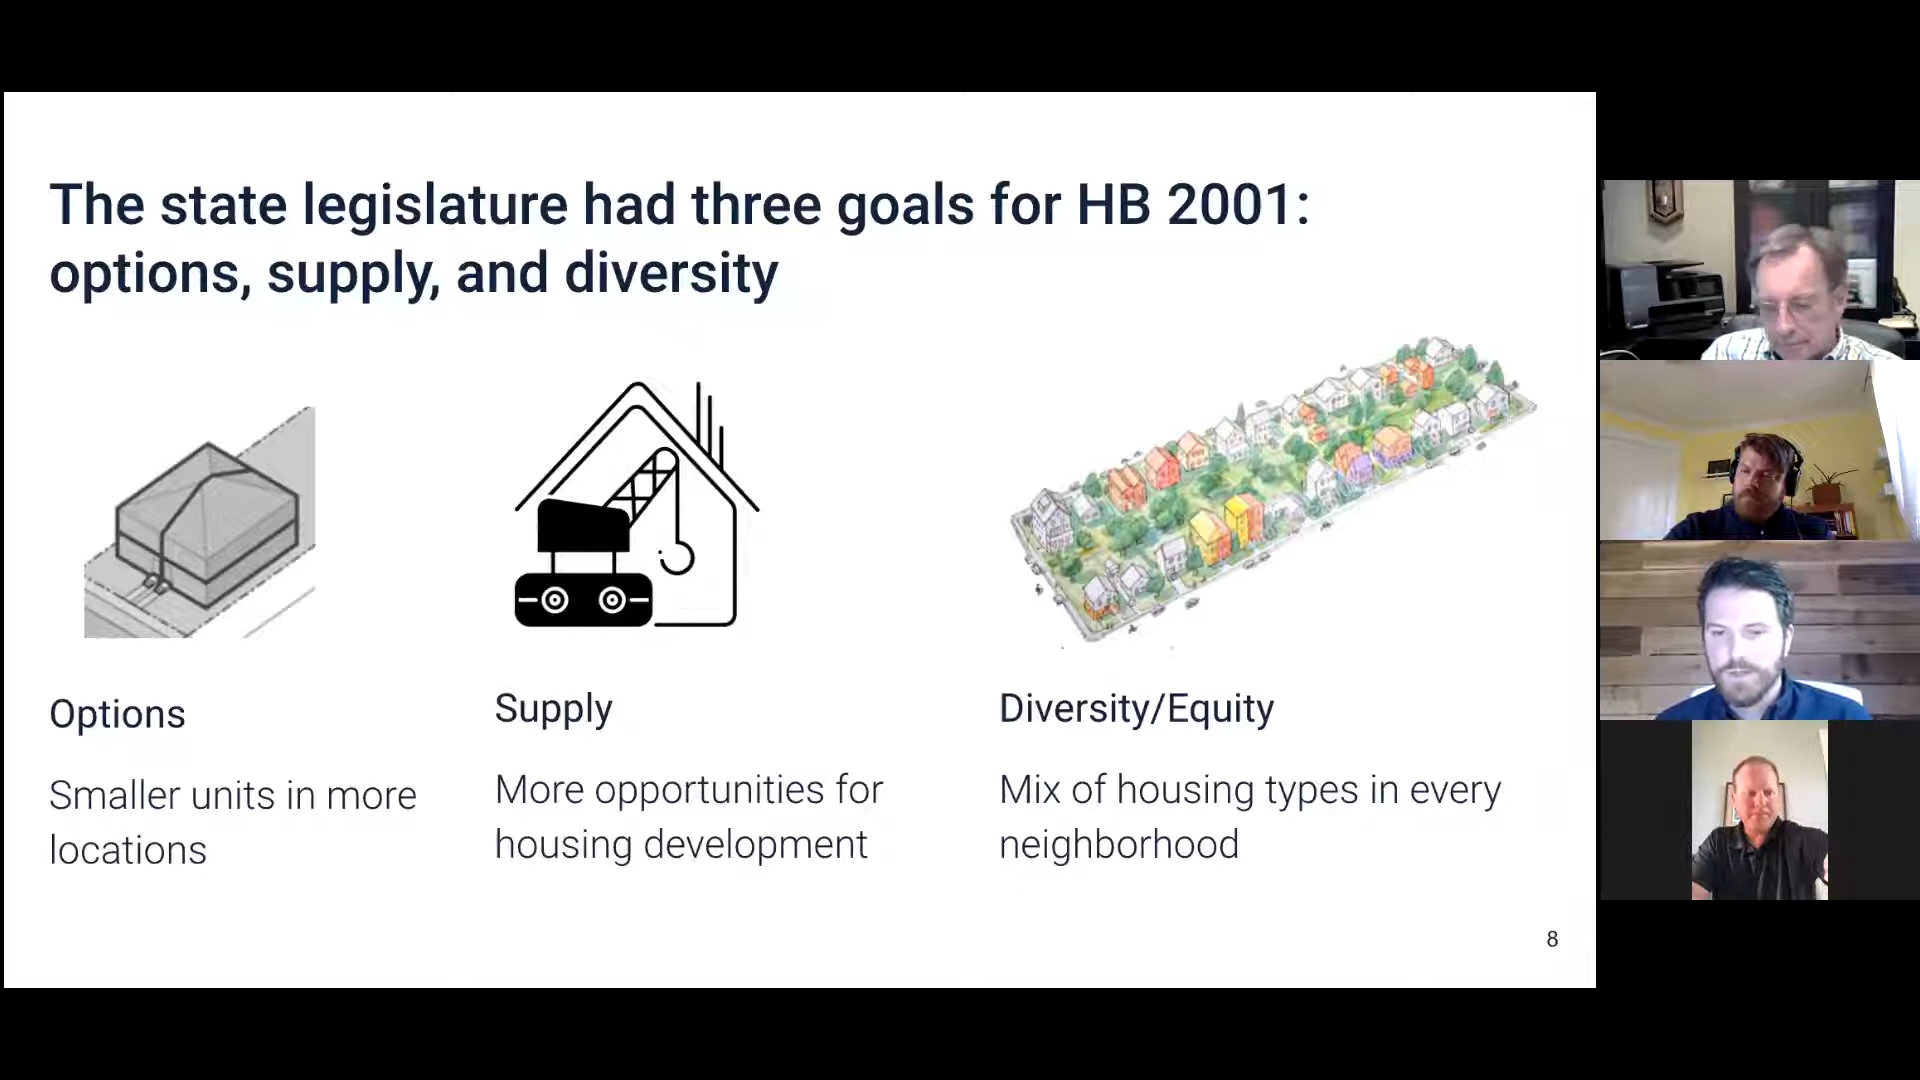 The state legislature had three goals for HB 2001:
options, supply, and diversity
Options
Smaller units in more
locations
Supply
More opportunities for
housing development
Diversity/Equity
Mix of housing types in every
neighborhood
8